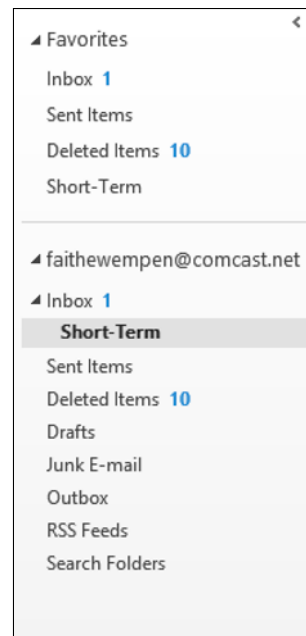 Favorites
Inbox 1
Sent Items
Deleted Items 10
Short-Term
faithewempen@comcast.net
Inbox 1
Short-Term
Sent Items
Deleted Items 10
Drafts
Junk E-mail
Outbox
RSS Feeds
Search Folders